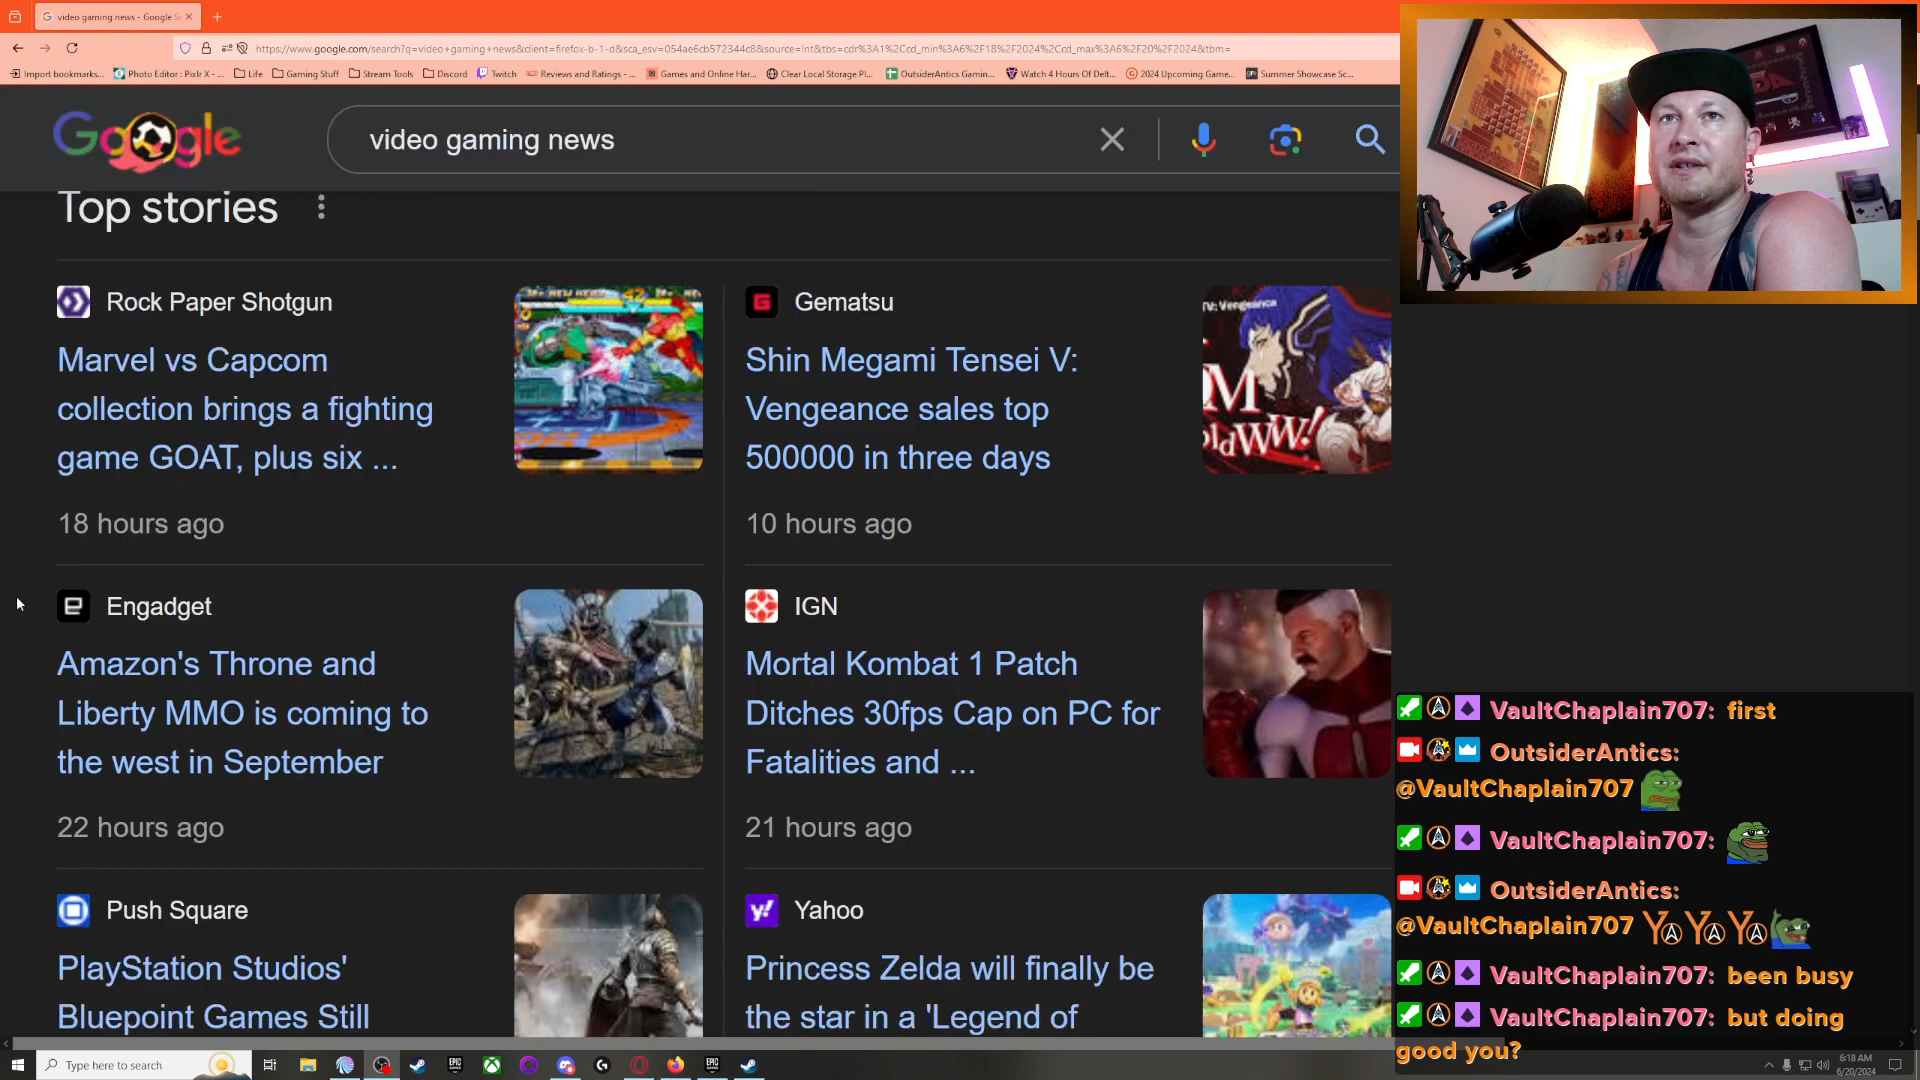 video gaming news - Google Se
https://www.google.com/search?q=video+gaming+news&client=firefox-b-1-d&sca_esv=054ae6cb572344c8&source=lnt&tbs=cdr%3A1%2Ccd_min%3A6%2F18%2F2024%2Ccd_max%3A6%2F20%2F2024&tbm=
Import bookmarks... Photo Editor : Pixlr X - ... Life Gaming Stuff Stream Tools Discord Twitch Reviews and Ratings - ... Games and Online Har... Clear Local Storage Pl... OutsiderAntics Gamin... Watch 4 Hours Of Delt... 2024 Upcoming Game... Summer Showcase Sc...
Google
video gaming news
Top stories
Rock Paper Shotgun
Marvel vs Capcom
collection brings a fighting
game GOAT, plus six ...
18 hours ago
Gematsu
Shin Megami Tensei V:
Vengeance sales top
500000 in three days
10 hours ago
Engadget
Amazon's Throne and
Liberty MMO is coming to
the west in September
22 hours ago
IGN
Mortal Kombat 1 Patch
Ditches 30fps Cap on PC for
Fatalities and ...
21 hours ago
Push Square
PlayStation Studios'
Bluepoint Games Still
Yahoo
Princess Zelda will finally be
the star in a 'Legend of
VaultChaplain707: first
OutsiderAntics:
@VaultChaplain707
VaultChaplain707:
OutsiderAntics:
@VaultChaplain707
VaultChaplain707: been busy
VaultChaplain707: but doing
good you?
Type here to search
6:18 AM
6/20/2024